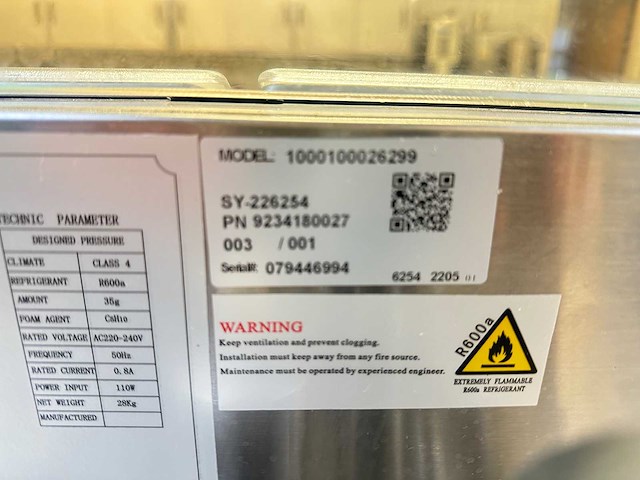 TECHNIC PARAMETER
DESIGNED PRESSURE
CLIMATE CLASS 4
REFRIGERANT R600a
AMOUNT 35g
FOAM AGENT C5H10
RATED VOLTAGE AC220-240V
FREQUENCY 50Hz
RATED CURRENT 0.8A
POWER INPUT 110W
NET WEIGHT 28Kg
MANUFACTURED
MODEL: 1000100026299
SY-226254
PN 9234180027
003 / 001
Serial#: 079446994
6254 2205 01
WARNING
Keep ventilation and prevent clogging.
Installation must keep away from any fire source.
Maintenance must be operated by experienced engineer.
R600a
EXTREMELY FLAMMABLE
R600a REFRIGERANT